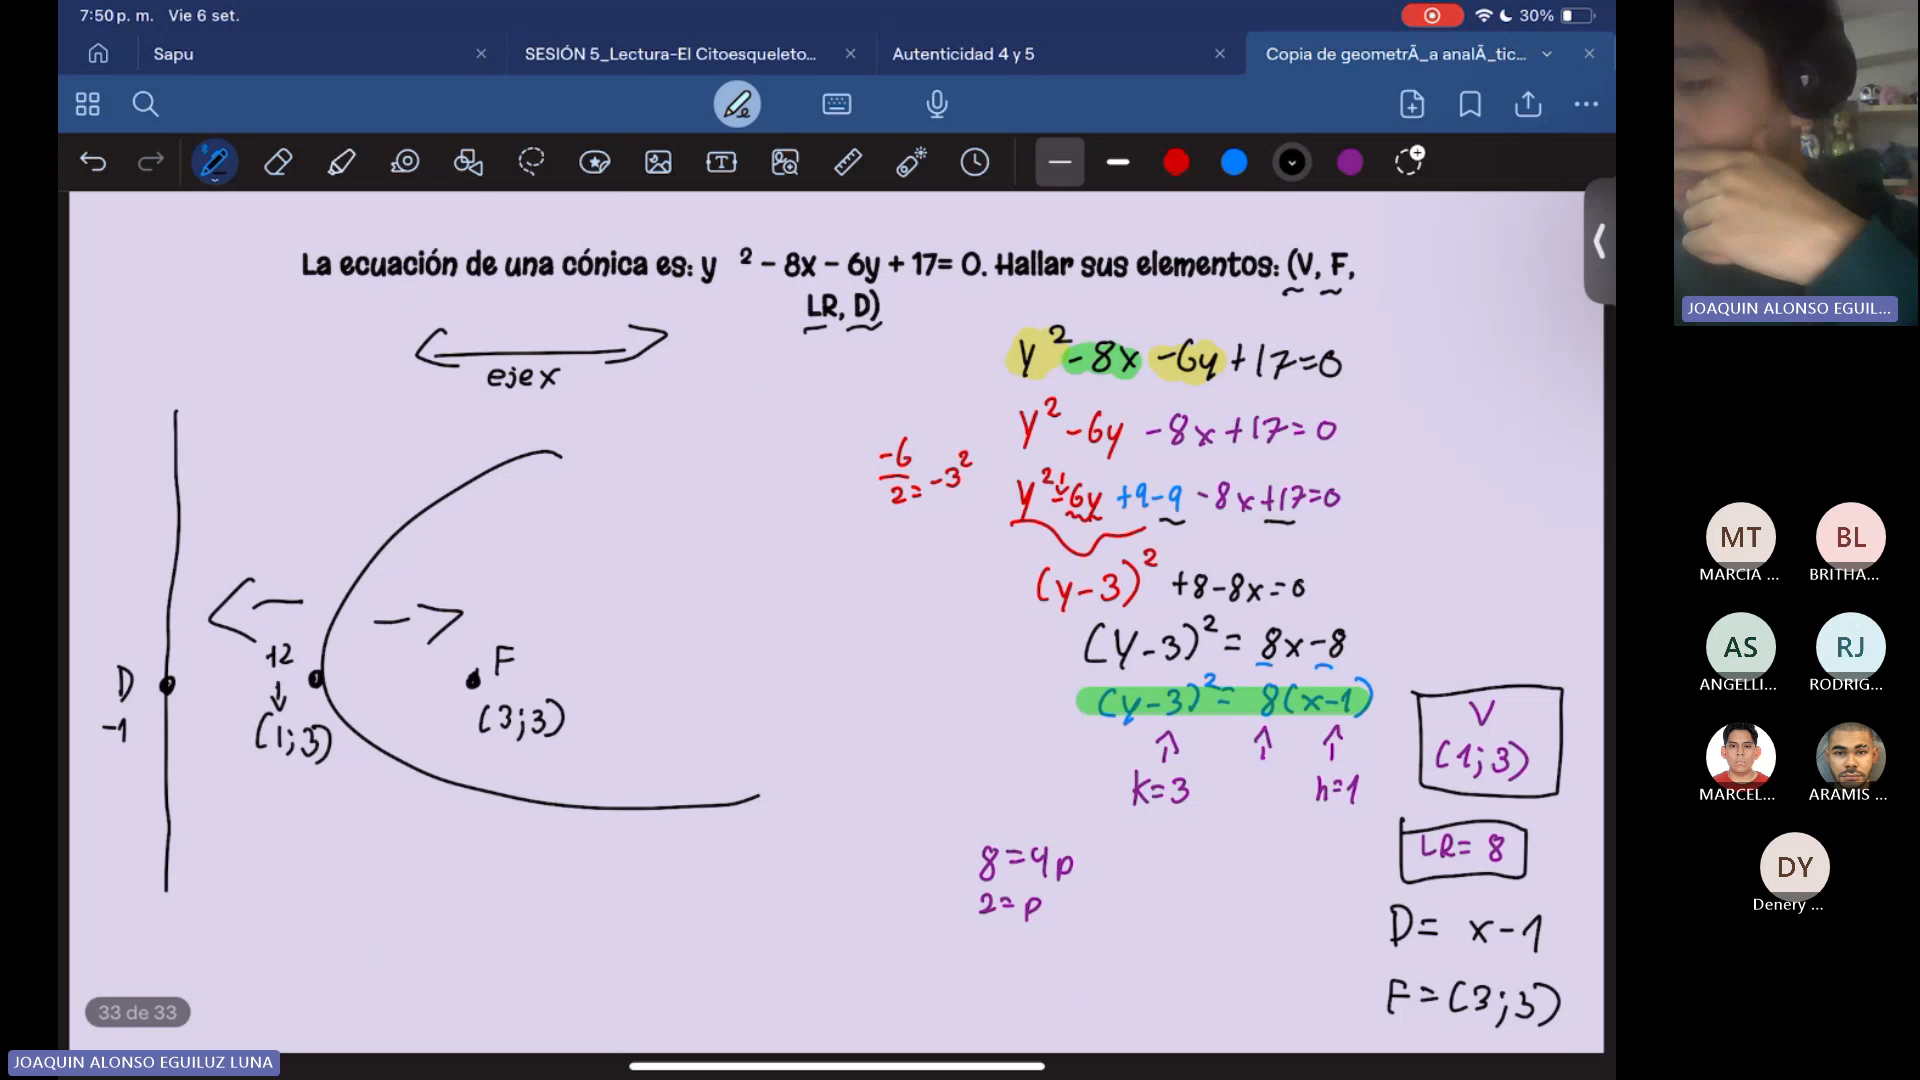 7:50 p. m. Vie 6 set.
30%
Sapu
SESIÓN 5_Lectura-El Citoesqueleto...
Autenticidad 4 y 5
Copia de geometrÃ_a analÃ_tic...
La ecuación de una cónica es: y ² - 8x - 6y + 17= 0. Hallar sus elementos: (V, F,
LR, D)
eje x
y² - 8x - 6y + 17 = 0
y² - 6y - 8x + 17 = 0
-6/2 = -3²
y² - 6y + 9 - 9 - 8x + 17 = 0
(y - 3)² + 8 - 8x = 0
(y - 3)² = 8x - 8
(y - 3)² = 8(x - 1)
k = 3
h = 1
V
(1; 3)
LR = 8
8 = 4p
2 = p
D = x - 1
F = (3; 3)
D
-1
+2
(1; 3)
F
(3; 3)
33 de 33
JOAQUIN ALONSO EGUILUZ LUNA
JOAQUIN ALONSO EGUIL...
MT
MARCIA ...
BL
BRITHA...
AS
ANGELLI...
RJ
RODRIG...
MARCEL...
ARAMIS ...
DY
Denery ...